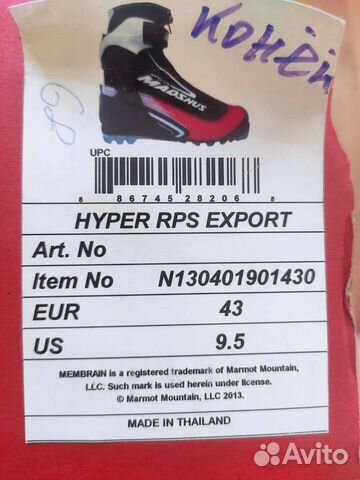 конёк
68
MADSHUS
UPC
8 86745 28206 8
HYPER RPS EXPORT
Art. No
Item No N130401901430
EUR 43
US 9.5
MEMBRAIN is a registered trademark of Marmot Mountain,
LLC. Such mark is used herein under license.
© Marmot Mountain, LLC 2013.
MADE IN THAILAND
Avito